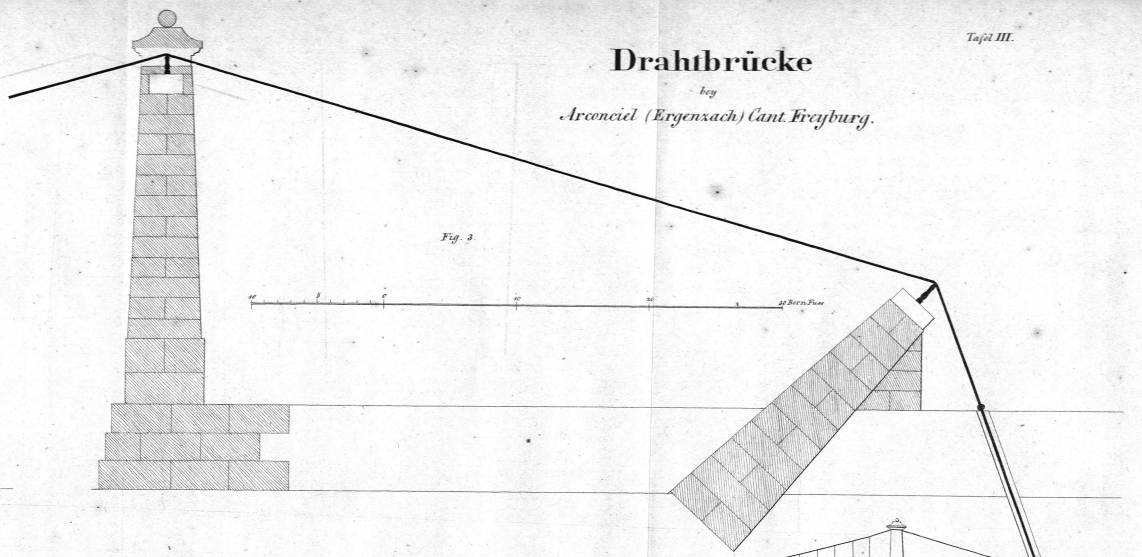 Tafel III.
Drahtbrücke
bey
Arconciel (Ergenzach) Cant. Freyburg.
Fig. 3.
10 5 0 10 20 30 Bern Fuss